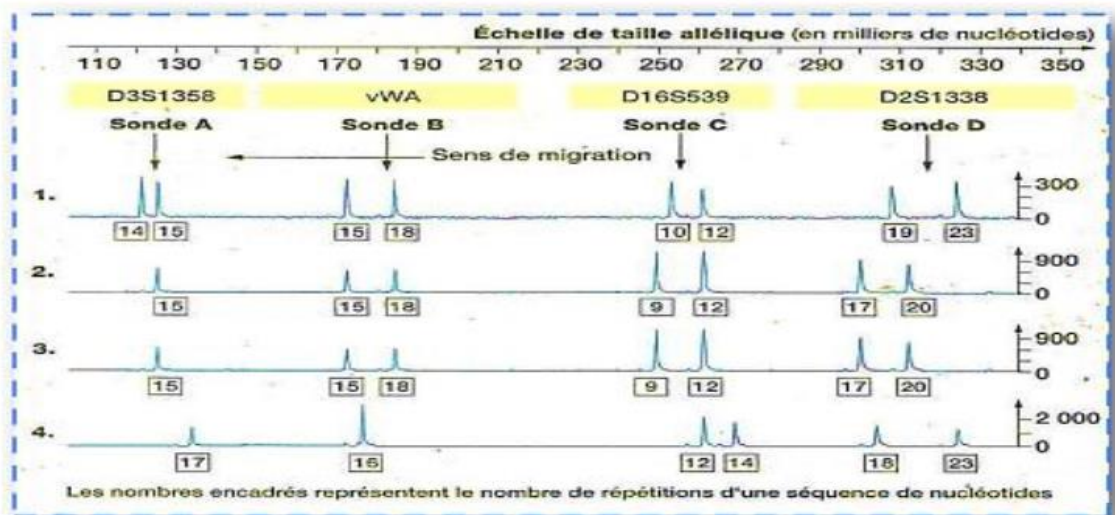 Échelle de taille allélique (en milliers de nucléotides)
110 130 150 170 190 210 230 250 270 290 310 330 350
D3S1358 vWA D16S539 D2S1338
Sonde A Sonde B Sonde C Sonde D
Sens de migration
1. 300
0
14 15 15 18 10 12 19 23
2. 900
0
15 15 18 9 12 17 20
3. 900
0
15 15 18 9 12 17 20
4. 2 000
0
17 16 12 14 18 23
Les nombres encadrés représentent le nombre de répétitions d'une séquence de nucléotides